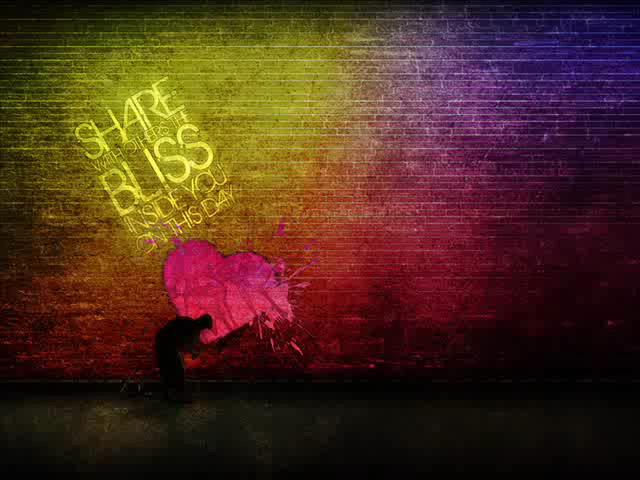 SHARE
WITH OTHERS THE
BLISS
INSIDE YOU
ON THIS DAY